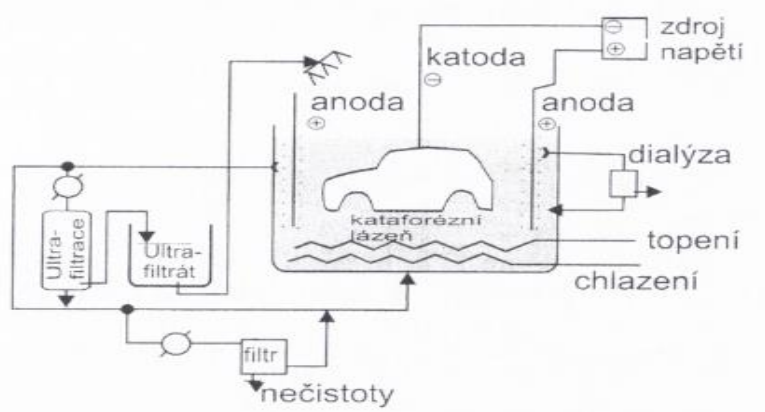 ⊖ zdroj
⊕ napětí
katoda
⊖
anoda
⊕
anoda
⊕
dialýza
kataforézní
lázeň
Ultra-
filtrace
Ultra-
filtrát
topení
chlazení
filtr
nečistoty